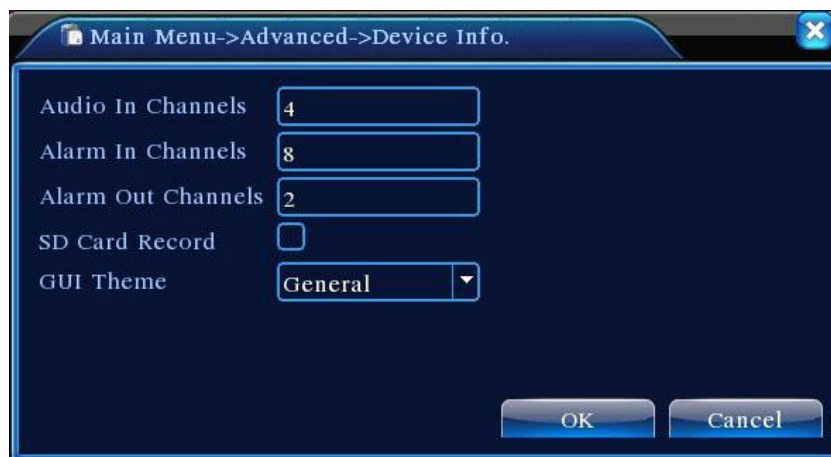 Main Menu->Advanced->Device Info.
Audio In Channels 4
Alarm In Channels 8
Alarm Out Channels 2
SD Card Record
GUI Theme General
OK Cancel